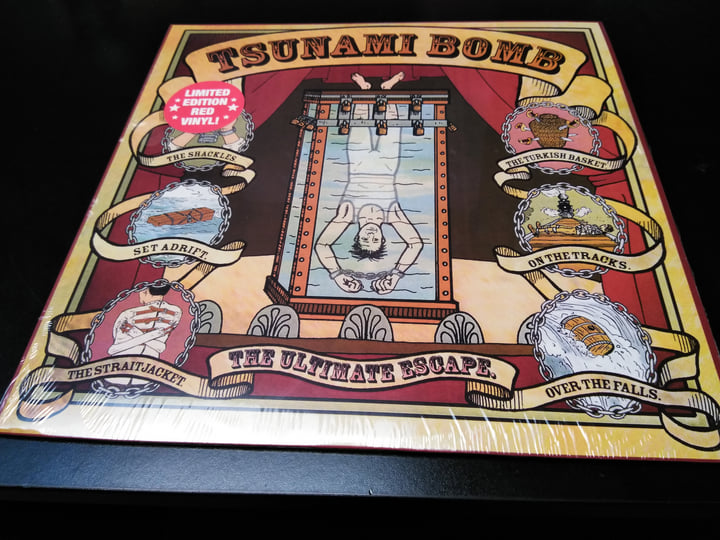 TSUNAMI BOMB
LIMITED
EDITION
RED
VINYL!
THE SHACKLES.
THE TURKISH BASKET.
SET ADRIFT.
ON THE TRACKS.
THE STRAITJACKET.
THE ULTIMATE ESCAPE.
OVER THE FALLS.